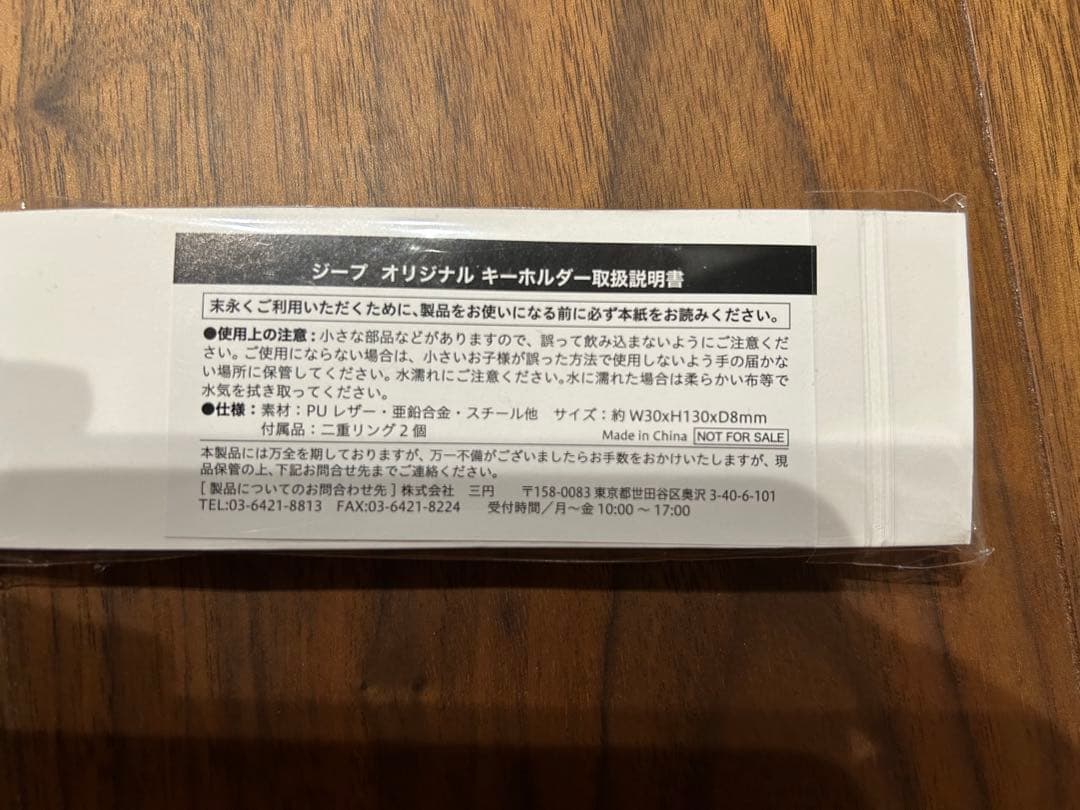 ジープ オリジナル キーホルダー取扱説明書
末永くご利用いただくために、製品をお使いになる前に必ず本紙をお読みください。
●使用上の注意：小さな部品などがありますので、誤って飲み込まないようにご注意くだ
さい。ご使用にならない場合は、小さいお子様が誤った方法で使用しないよう手の届かな
い場所に保管してください。水濡れにご注意ください。水に濡れた場合は柔らかい布等で
水気を拭き取ってください。
●仕様：素材：PU レザー・亜鉛合金・スチール他 サイズ：約 W30xH130xD8mm
付属品：二重リング2個 Made in China NOT FOR SALE
本製品には万全を期しておりますが、万一不備がございましたらお手数をおかけいたしますが、現
品保管の上、下記お問合せ先までご連絡ください。
[ 製品についてのお問合わせ先 ] 株式会社 三円 〒158-0083 東京都世田谷区奥沢 3-40-6-101
TEL:03-6421-8813 FAX:03-6421-8224 受付時間／月～金 10:00 ～ 17:00